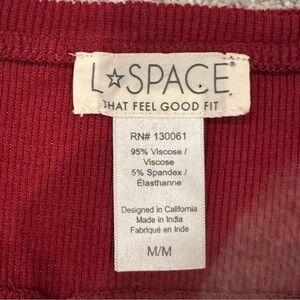 L☆SPACE®
THAT FEEL GOOD FIT
RN# 130061
95% Viscose /
Viscose
5% Spandex /
Élasthanne
Designed in California
Made in India
Fabriqué en Inde
M/M